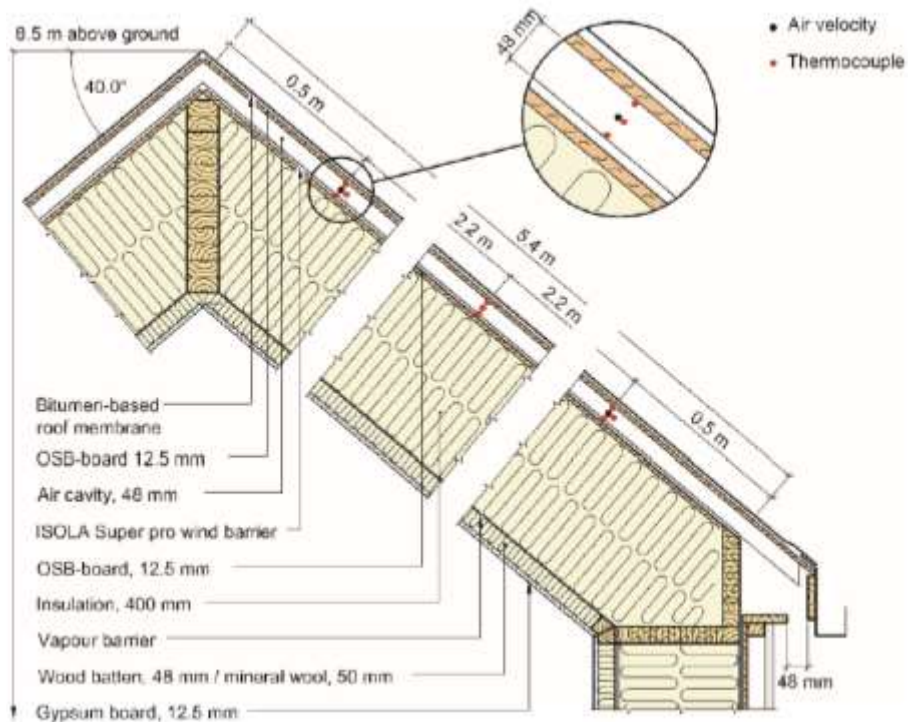 8.5 m above ground
40.0°
0.5 m
48 mm
Air velocity
Thermocouple
2.2 m
5.4 m
2.2 m
0.5 m
Bitumen-based
roof membrane
OSB-board 12.5 mm
Air cavity, 48 mm
ISOLA Super pro wind barrier
OSB-board, 12.5 mm
Insulation, 400 mm
Vapour barrier
Wood batten, 48 mm / mineral wool, 50 mm
Gypsum board, 12.5 mm
48 mm